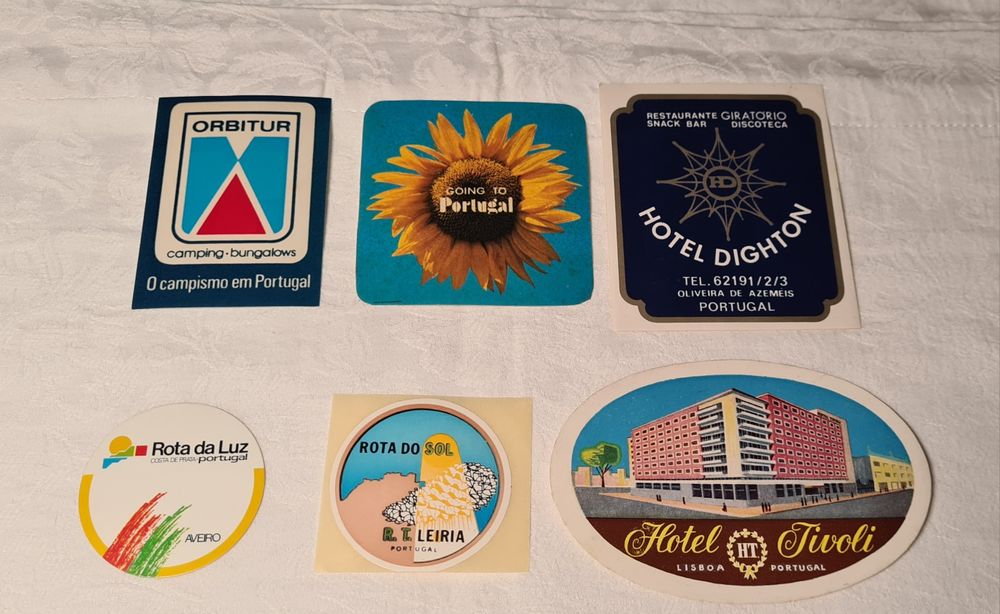 ORBITUR
camping · bungalows
O campismo em Portugal
GOING TO
Portugal
RESTAURANTE GIRATÓRIO
SNACK BAR DISCOTECA
HD
HOTEL DIGHTON
TEL. 62191/2/3
OLIVEIRA DE AZEMEIS
PORTUGAL
Rota da Luz
COSTA DE PRATA-portugal
AVEIRO
ROTA DO SOL
R.T. LEIRIA
PORTUGAL
Hotel HT Tivoli
LISBOA PORTUGAL